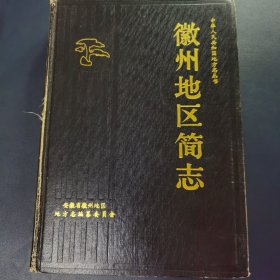 中华人民共和国地方志丛书
徽州地区简志
安徽省徽州地区
地方志编纂委员会